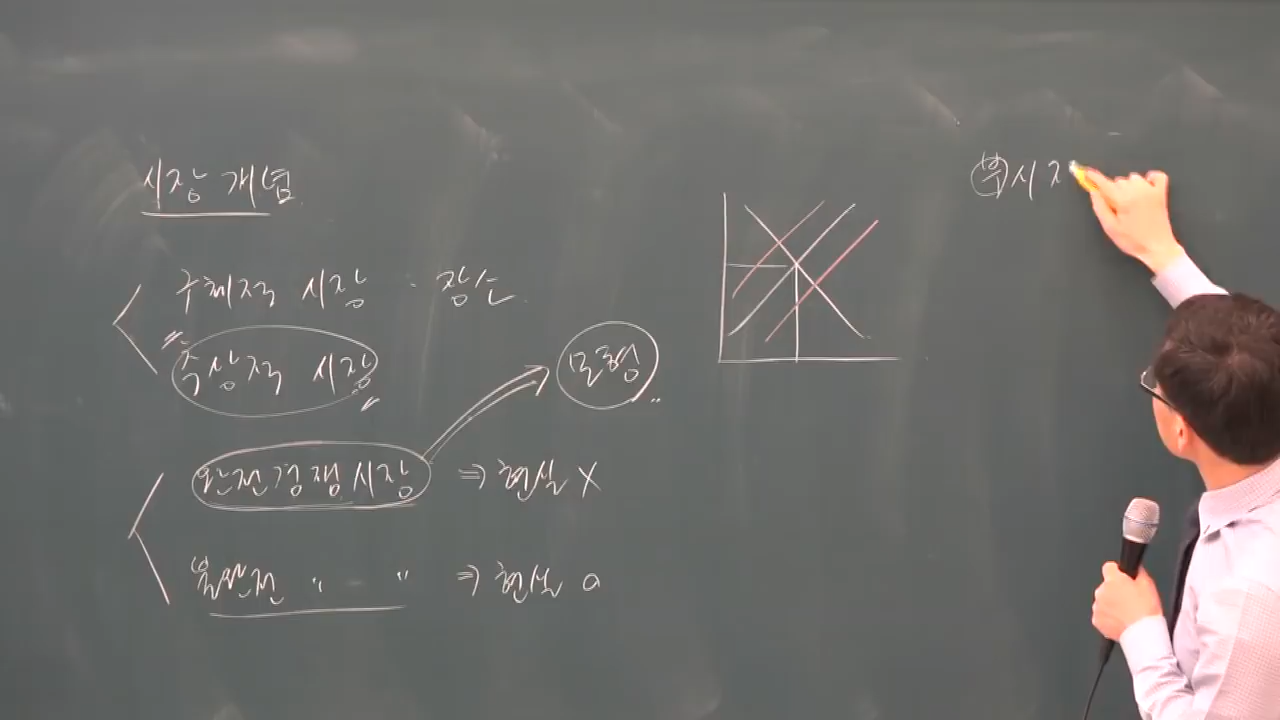 시장 개념
구체적 시장 - 장소
추상적 시장
모형
완전경쟁시장 ⇒ 현실 X
불완전 〃 〃 ⇒ 현실 O
부 시